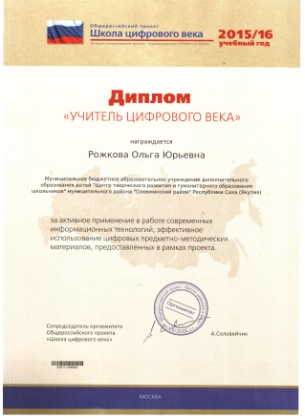 Общероссийский проект
Школа цифрового века
2015/16
учебный год
Диплом
«УЧИТЕЛЬ ЦИФРОВОГО ВЕКА»
награждается
Рожкова Ольга Юрьевна
Муниципальное бюджетное образовательное учреждение дополнительного
образования детей "Центр творческого развития и гуманитарного образования
школьников" муниципального района "Олекминский район" Республики Саха (Якутия)
за активное применение в работе современных
информационных технологий, эффективное
использование цифровых предметно-методических
материалов, предоставленных в рамках проекта.
Оргкомитет
Сопредседатель оргкомитета
Общероссийского проекта
«Школа цифрового века»
А.Соловейчик
МОСКВА